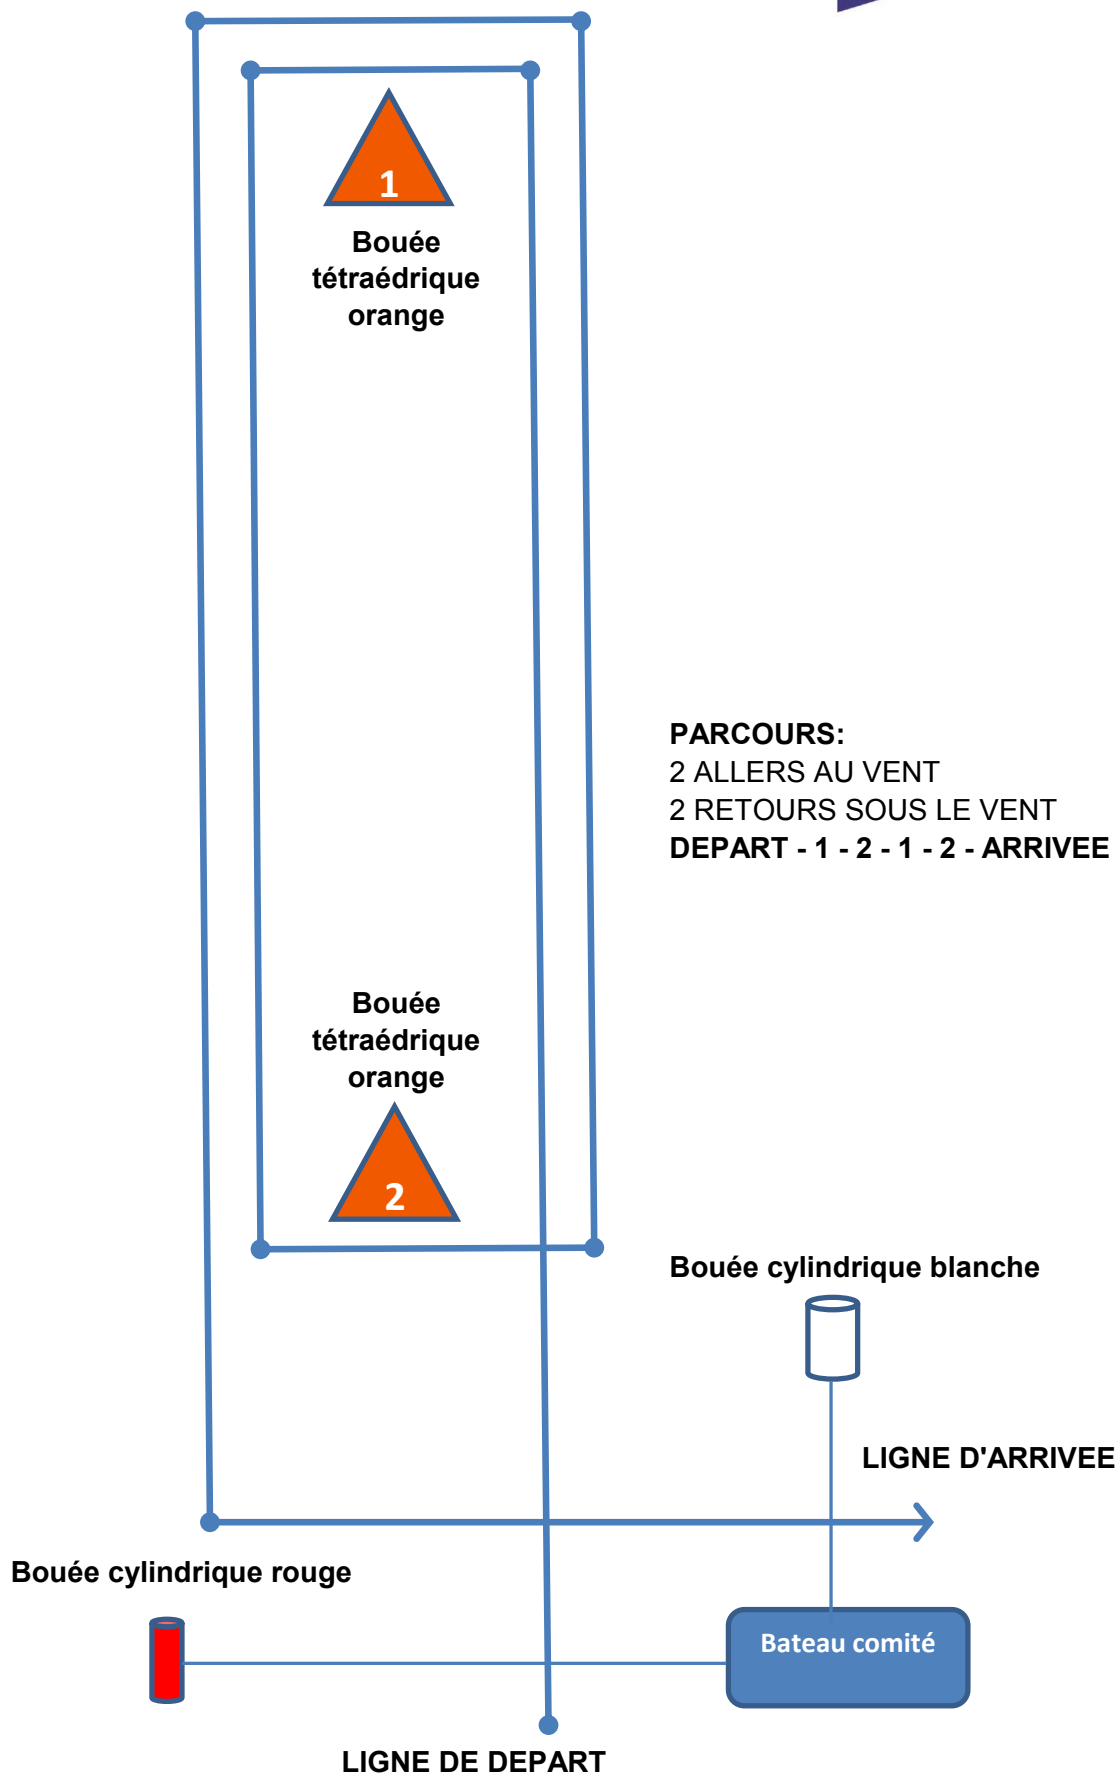 1
Bouée
tétraédrique
orange
PARCOURS:
2 ALLERS AU VENT
2 RETOURS SOUS LE VENT
DEPART - 1 - 2 - 1 - 2 - ARRIVEE
Bouée
tétraédrique
orange
2
Bouée cylindrique blanche
LIGNE D'ARRIVEE
Bouée cylindrique rouge
Bateau comité
LIGNE DE DEPART